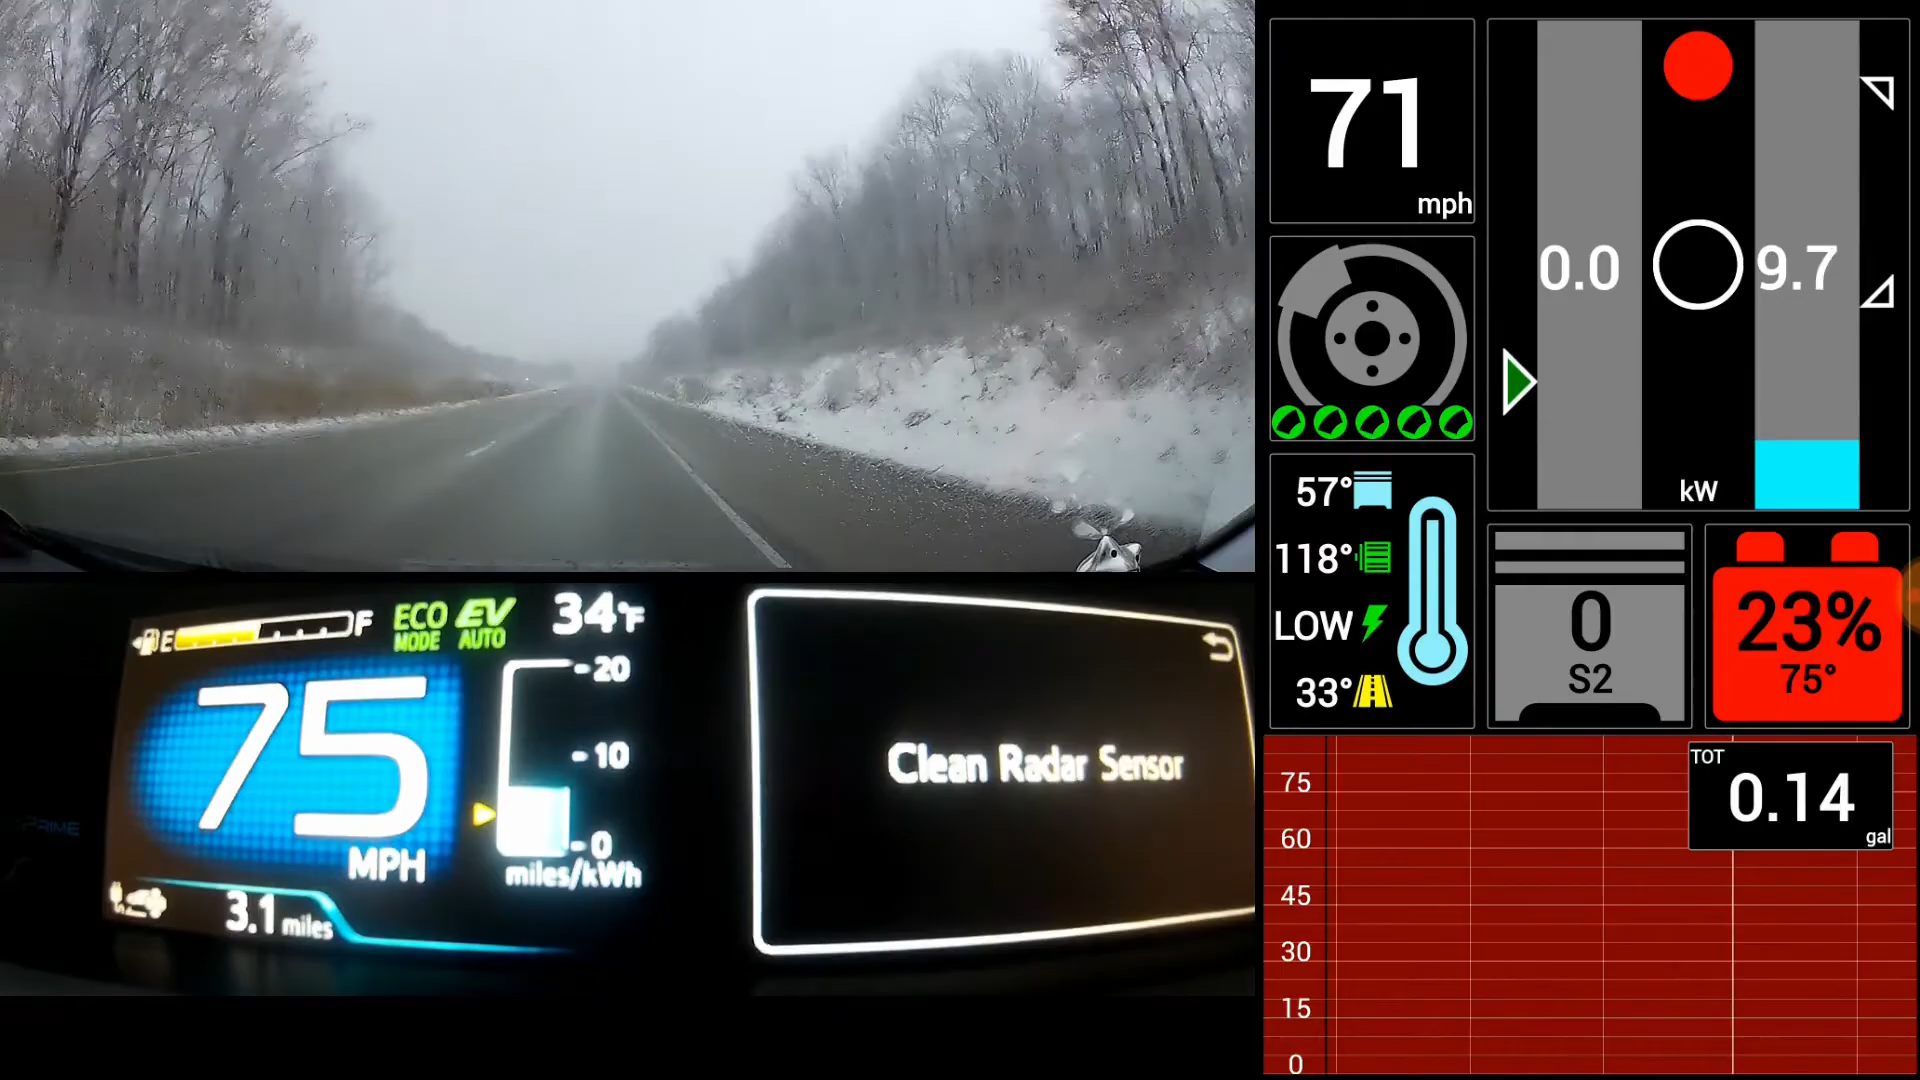 71
mph
0.0
9.7
kW
57°
118°
LOW
33°
0
S2
23%
75°
E
F
ECO
MODE
EV
AUTO
34°F
75
MPH
20
10
0
miles/kWh
3.1 miles
PRIME
Clean Radar Sensor
TOT
0.14
gal
75
60
45
30
15
0